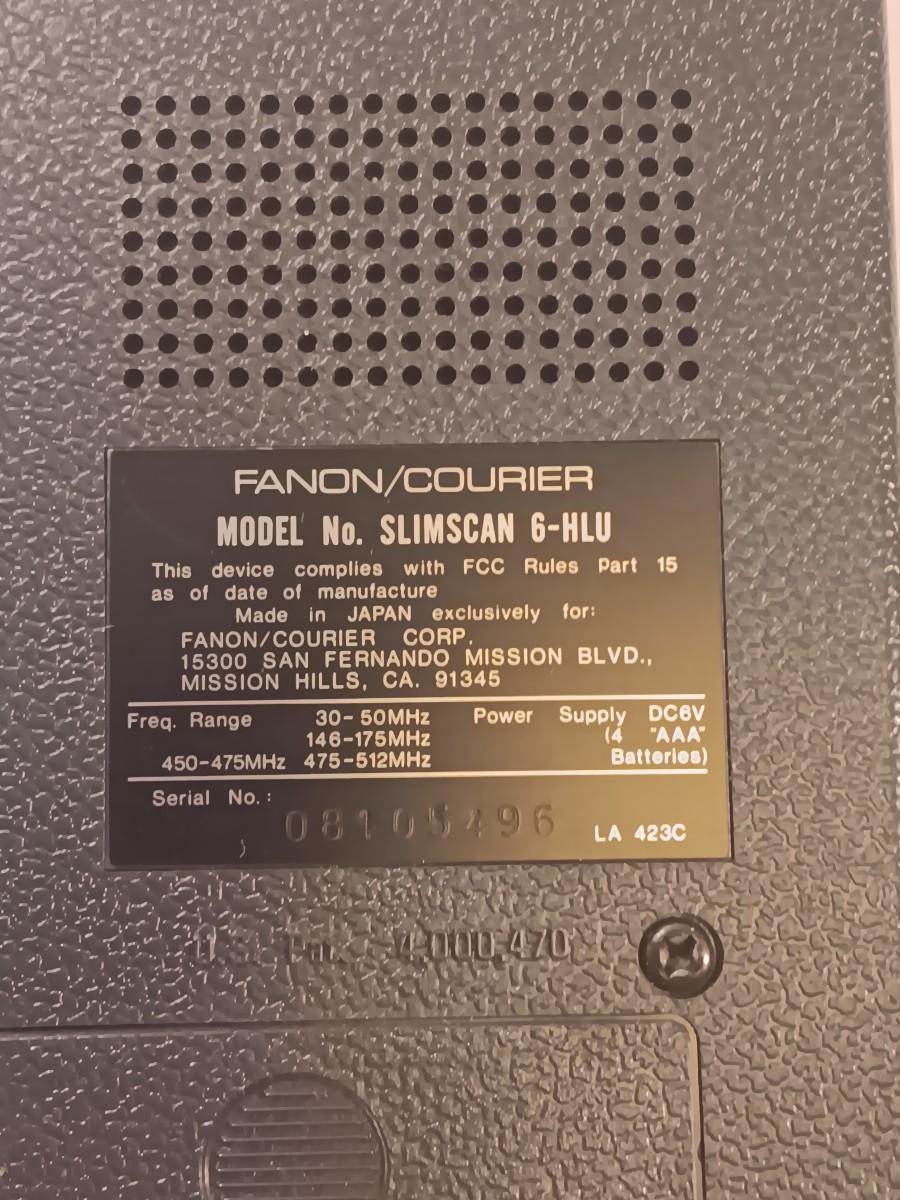 FANON/COURIER
MODEL No. SLIMSCAN 6-HLU
This device complies with FCC Rules Part 15
as of date of manufacture
Made in JAPAN exclusively for:
FANON/COURIER CORP.
15300 SAN FERNANDO MISSION BLVD.,
MISSION HILLS, CA. 91345
Freq. Range 30-50MHz Power Supply DC6V
146-175MHz (4 "AAA"
450-475MHz 475-512MHz Batteries)
Serial No.:
08105496
LA 423C
U.S. Pat. 4,000,470